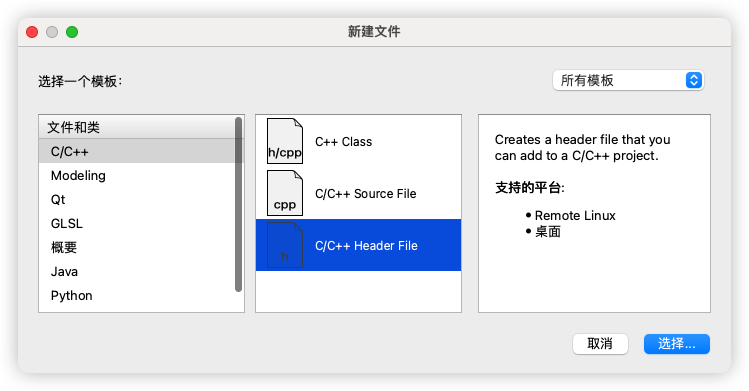 新建文件
选择一个模板：
所有模板
文件和类
C/C++
Modeling
Qt
GLSL
概要
Java
Python
h/cpp
C++ Class
cpp
C/C++ Source File
h
C/C++ Header File
Creates a header file that you
can add to a C/C++ project.
支持的平台:
• Remote Linux
• 桌面
取消
选择...